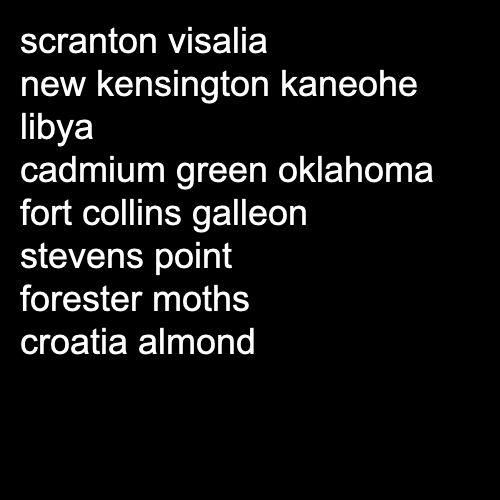 scranton visalia
new kensington kaneohe
libya
cadmium green oklahoma
fort collins galleon
stevens point
forester moths
croatia almond